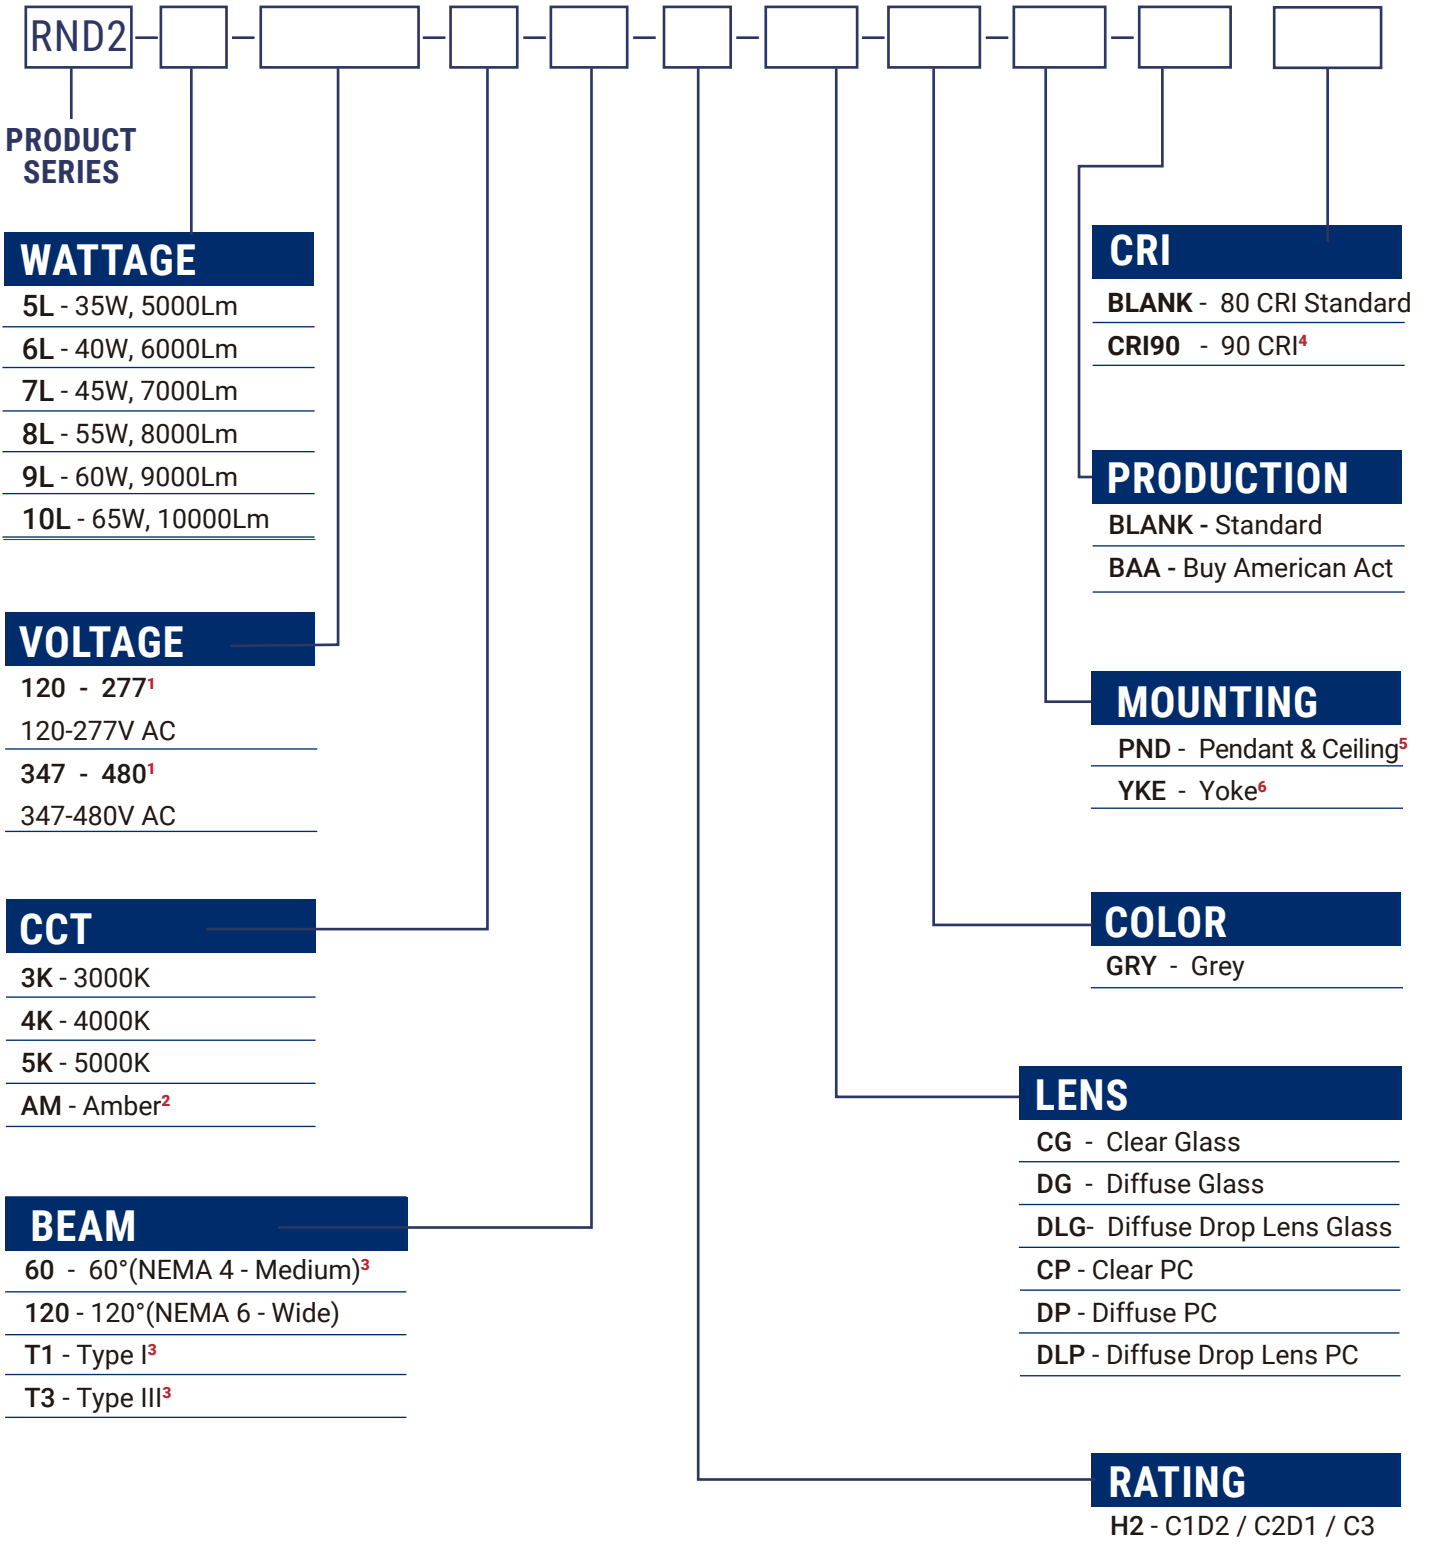 RND2
PRODUCT
SERIES
WATTAGE
5L - 35W, 5000Lm
6L - 40W, 6000Lm
7L - 45W, 7000Lm
8L - 55W, 8000Lm
9L - 60W, 9000Lm
10L - 65W, 10000Lm
VOLTAGE
120 - 277¹
120-277V AC
347 - 480¹
347-480V AC
CCT
3K - 3000K
4K - 4000K
5K - 5000K
AM - Amber²
BEAM
60 - 60°(NEMA 4 - Medium)³
120 - 120°(NEMA 6 - Wide)
T1 - Type I³
T3 - Type III³
CRI
BLANK - 80 CRI Standard
CRI90 - 90 CRI⁴
PRODUCTION
BLANK - Standard
BAA - Buy American Act
MOUNTING
PND - Pendant & Ceiling⁵
YKE - Yoke⁶
COLOR
GRY - Grey
LENS
CG - Clear Glass
DG - Diffuse Glass
DLG- Diffuse Drop Lens Glass
CP - Clear PC
DP - Diffuse PC
DLP - Diffuse Drop Lens PC
RATING
H2 - C1D2 / C2D1 / C3